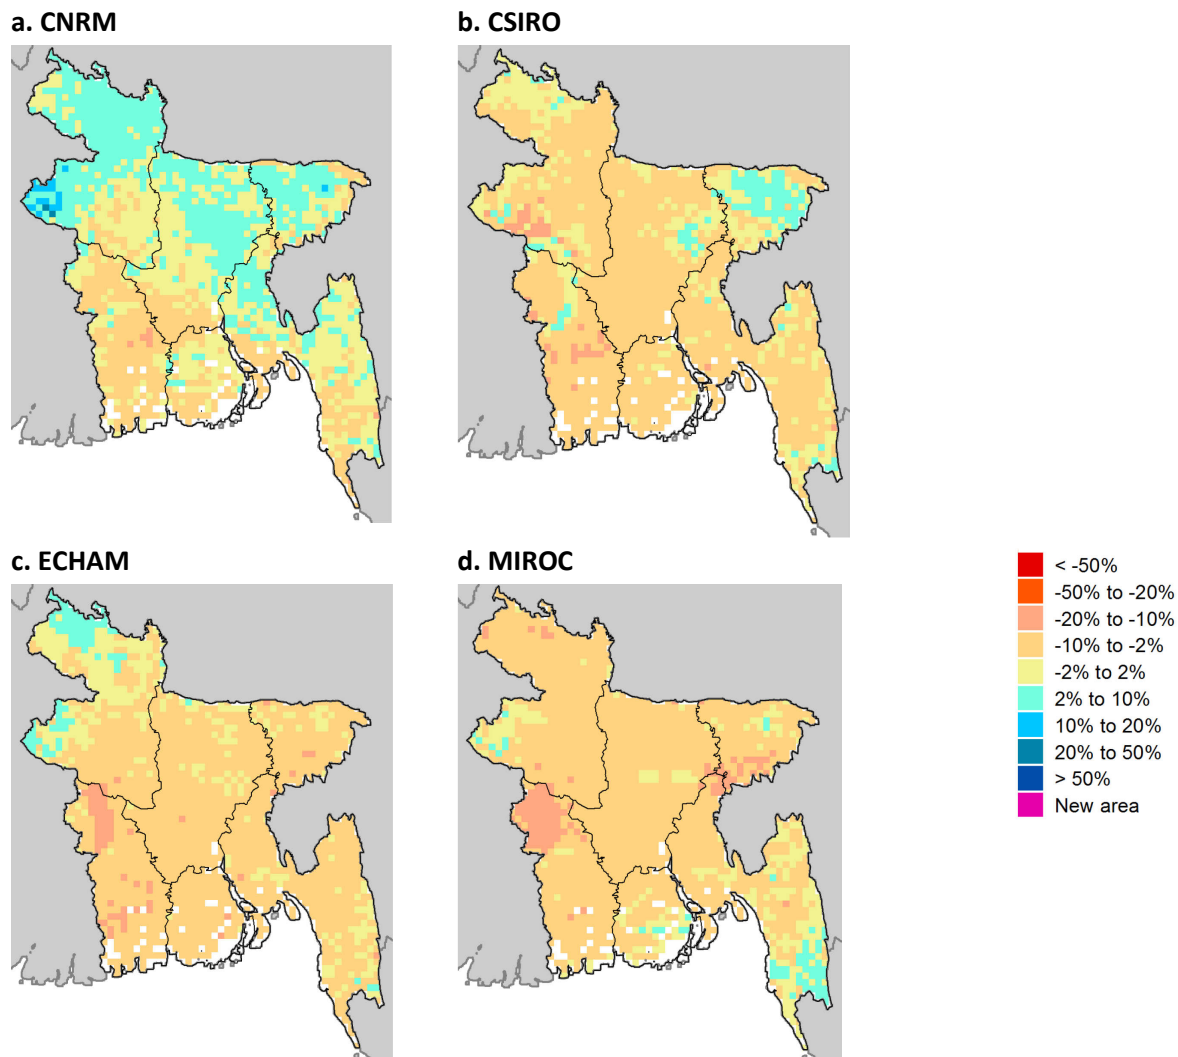 a. CNRM
b. CSIRO
c. ECHAM
d. MIROC
< -50%
-50% to -20%
-20% to -10%
-10% to -2%
-2% to 2%
2% to 10%
10% to 20%
20% to 50%
> 50%
New area